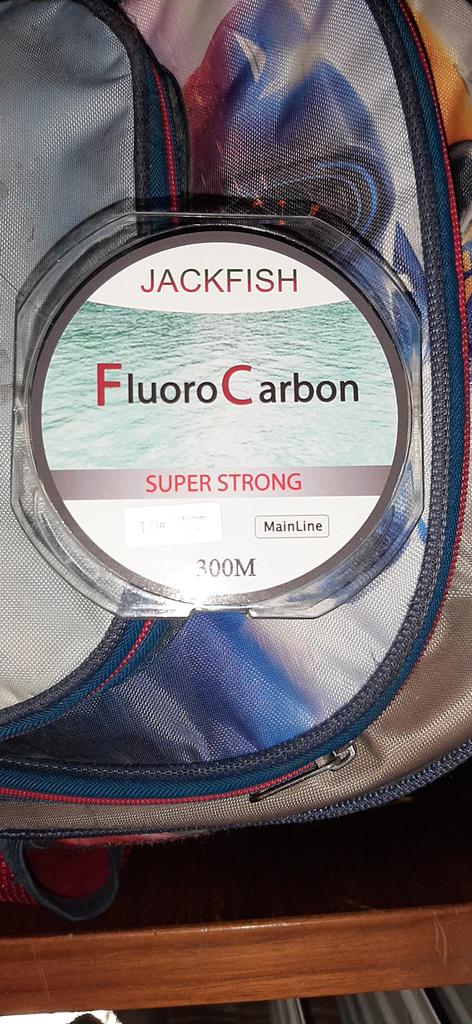 JACKFISH
FluoroCarbon
SUPER STRONG
MainLine
300M